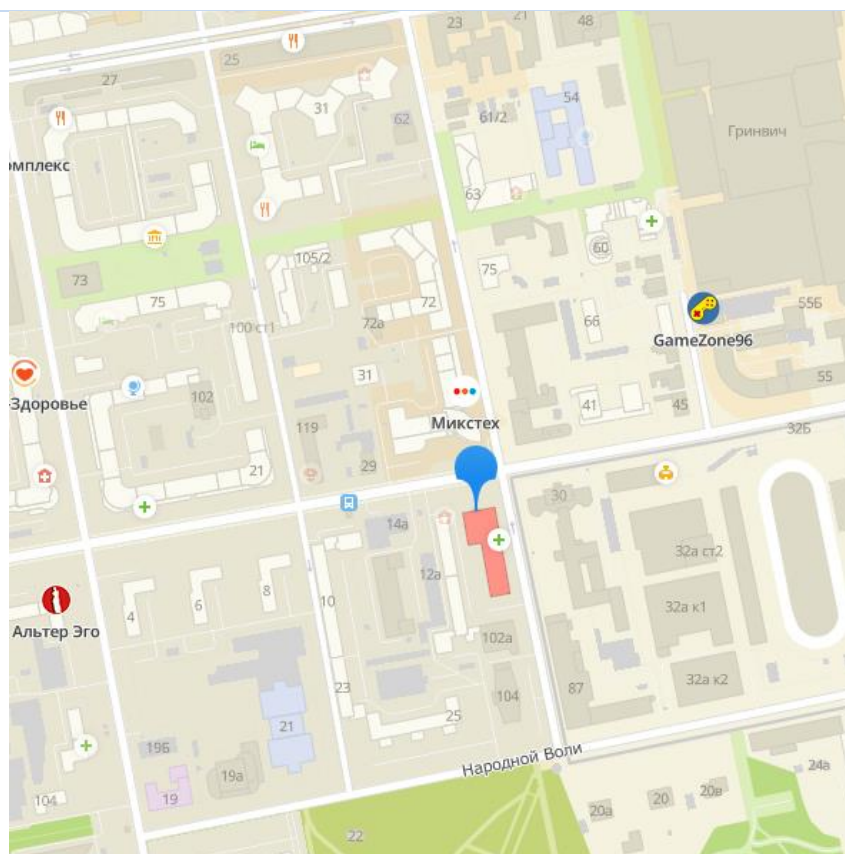 23
21
48
25
27
31
62
61/2
54
Гринвич
омплекс
63
60
105/2
75
73
75
72
55Б
100 ст1
72а
66
GameZone96
31
55
-Здоровье
102
Микстех
41
45
119
32Б
21
29
30
14а
32а ст2
12а
4
6
8
10
32а к1
Альтер Эго
102а
23
104
87
32а к2
25
21
19Б
19а
Народной Воли
24а
104
19
20а
20
20в
22